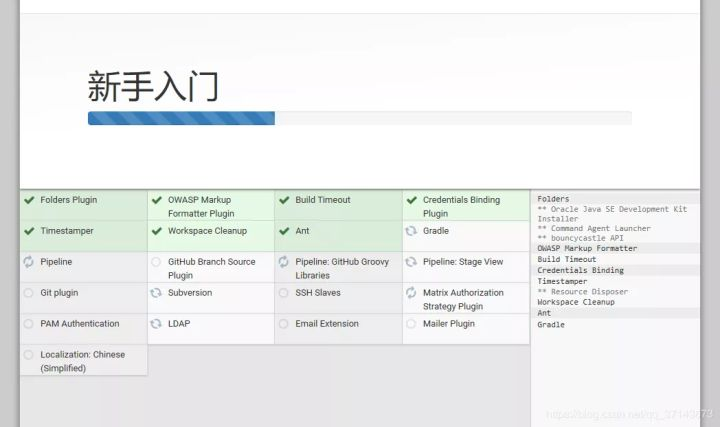 新手入门
Folders Plugin
OWASP Markup
Formatter Plugin
Build Timeout
Credentials Binding
Plugin
Timestamper
Workspace Cleanup
Ant
Gradle
Pipeline
GitHub Branch Source
Plugin
Pipeline: GitHub Groovy
Libraries
Pipeline: Stage View
Git plugin
Subversion
SSH Slaves
Matrix Authorization
Strategy Plugin
PAM Authentication
LDAP
Email Extension
Mailer Plugin
Localization: Chinese
(Simplified)
Folders
** Oracle Java SE Development Kit
Installer
** Command Agent Launcher
** bouncycastle API
OWASP Markup Formatter
Build Timeout
Credentials Binding
Timestamper
** Resource Disposer
Workspace Cleanup
Ant
Gradle
https://blog.csdn.net/qq_37143673